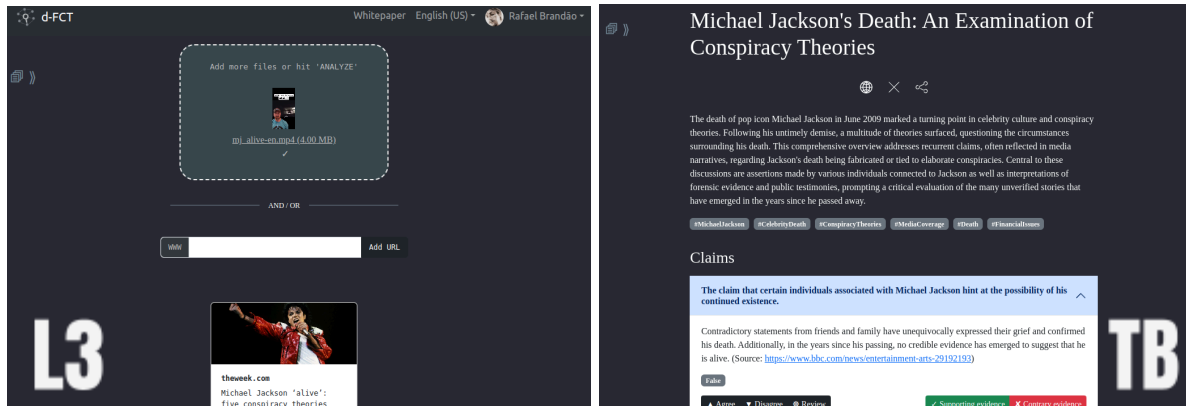 d-FCT
Whitepaper English (US) Rafael Brandão
Add more files or hit 'ANALYZE'
mj_alive-en.mp4 (4.00 MB)
✓
AND / OR
WWW Add URL
theweek.com
Michael Jackson ‘alive’:
five conspiracy theories
L3
Michael Jackson's Death: An Examination of
Conspiracy Theories
The death of pop icon Michael Jackson in June 2009 marked a turning point in celebrity culture and conspiracy
theories. Following his untimely demise, a multitude of theories surfaced, questioning the circumstances
surrounding his death. This comprehensive overview addresses recurrent claims, often reflected in media
narratives, regarding Jackson's death being fabricated or tied to elaborate conspiracies. Central to these
discussions are assertions made by various individuals connected to Jackson as well as interpretations of
forensic evidence and public testimonies, prompting a critical evaluation of the many unverified stories that
have emerged in the years since he passed away.
#MichaelJackson #CelebrityDeath #ConspiracyTheories #MediaCoverage #Death #FinancialIssues
Claims
The claim that certain individuals associated with Michael Jackson hint at the possibility of his
continued existence.
Contradictory statements from friends and family have unequivocally expressed their grief and confirmed
his death. Additionally, in the years since his passing, no credible evidence has emerged to suggest that he
is alive. (Source: https://www.bbc.com/news/entertainment-arts-29192193)
False
▲ Agree ▼ Disagree Review ✓ Supporting evidence ✘ Contrary evidence
TB